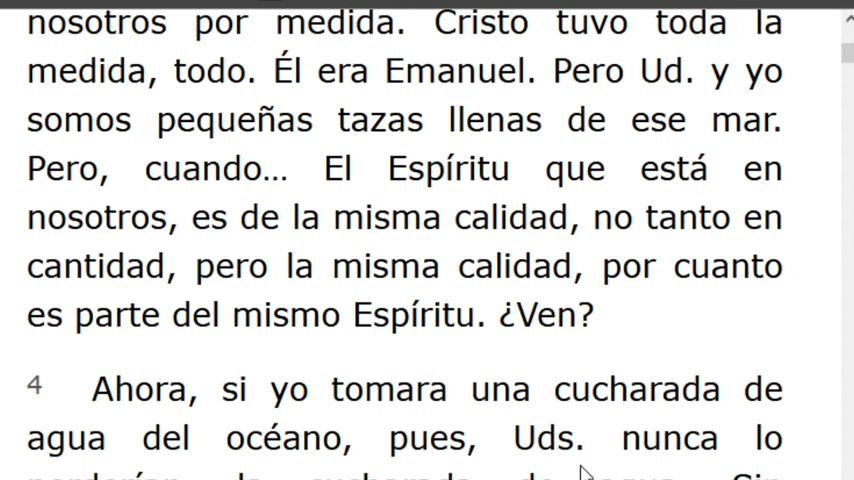 nosotros por medida. Cristo tuvo toda la
medida, todo. Él era Emanuel. Pero Ud. y yo
somos pequeñas tazas llenas de ese mar.
Pero, cuando… El Espíritu que está en
nosotros, es de la misma calidad, no tanto en
cantidad, pero la misma calidad, por cuanto
es parte del mismo Espíritu. ¿Ven?
4 Ahora, si yo tomara una cucharada de
agua del océano, pues, Uds. nunca lo